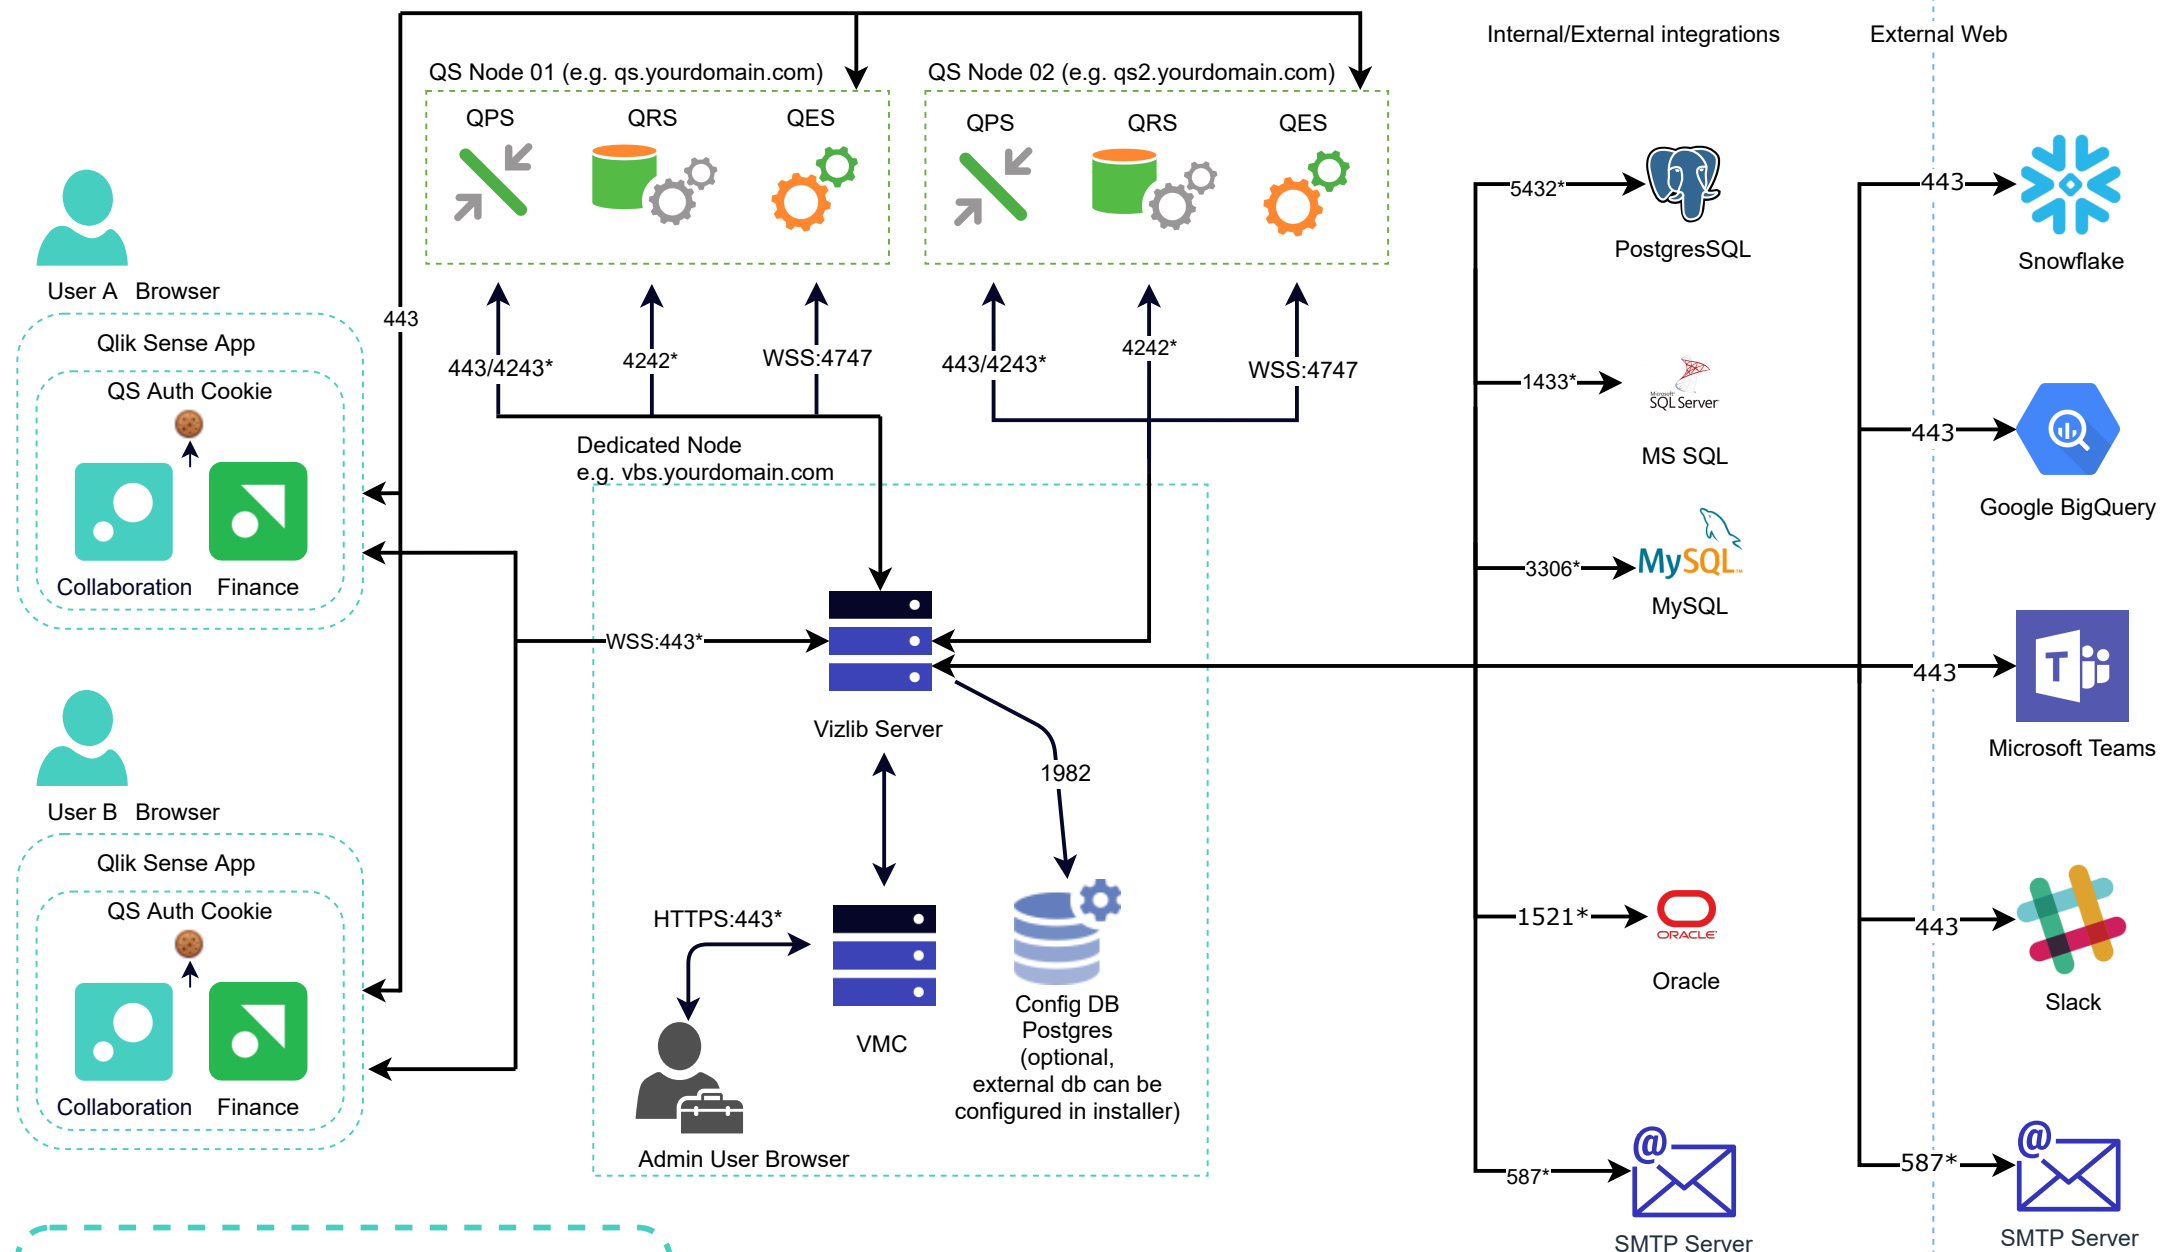 Internal/External integrations
External Web
QS Node 01 (e.g. qs.yourdomain.com)
QS Node 02 (e.g. qs2.yourdomain.com)
QPS
QRS
QES
QPS
QRS
QES
443
443/4243*
4242*
WSS:4747
443/4243*
4242*
WSS:4747
User A Browser
Qlik Sense App
QS Auth Cookie
Collaboration
Finance
Dedicated Node
e.g. vbs.yourdomain.com
WSS:443*
Vizlib Server
1982
User B Browser
Qlik Sense App
QS Auth Cookie
Collaboration
Finance
HTTPS:443*
VMC
Admin User Browser
Config DB
Postgres
(optional,
external db can be
configured in installer)
5432*
PostgresSQL
1433*
Microsoft
SQL Server
MS SQL
3306*
MySQL™
MySQL
1521*
ORACLE
Oracle
587*
@
SMTP Server
443
Snowflake
443
Google BigQuery
443
T
Microsoft Teams
443
Slack
587*
@
SMTP Server